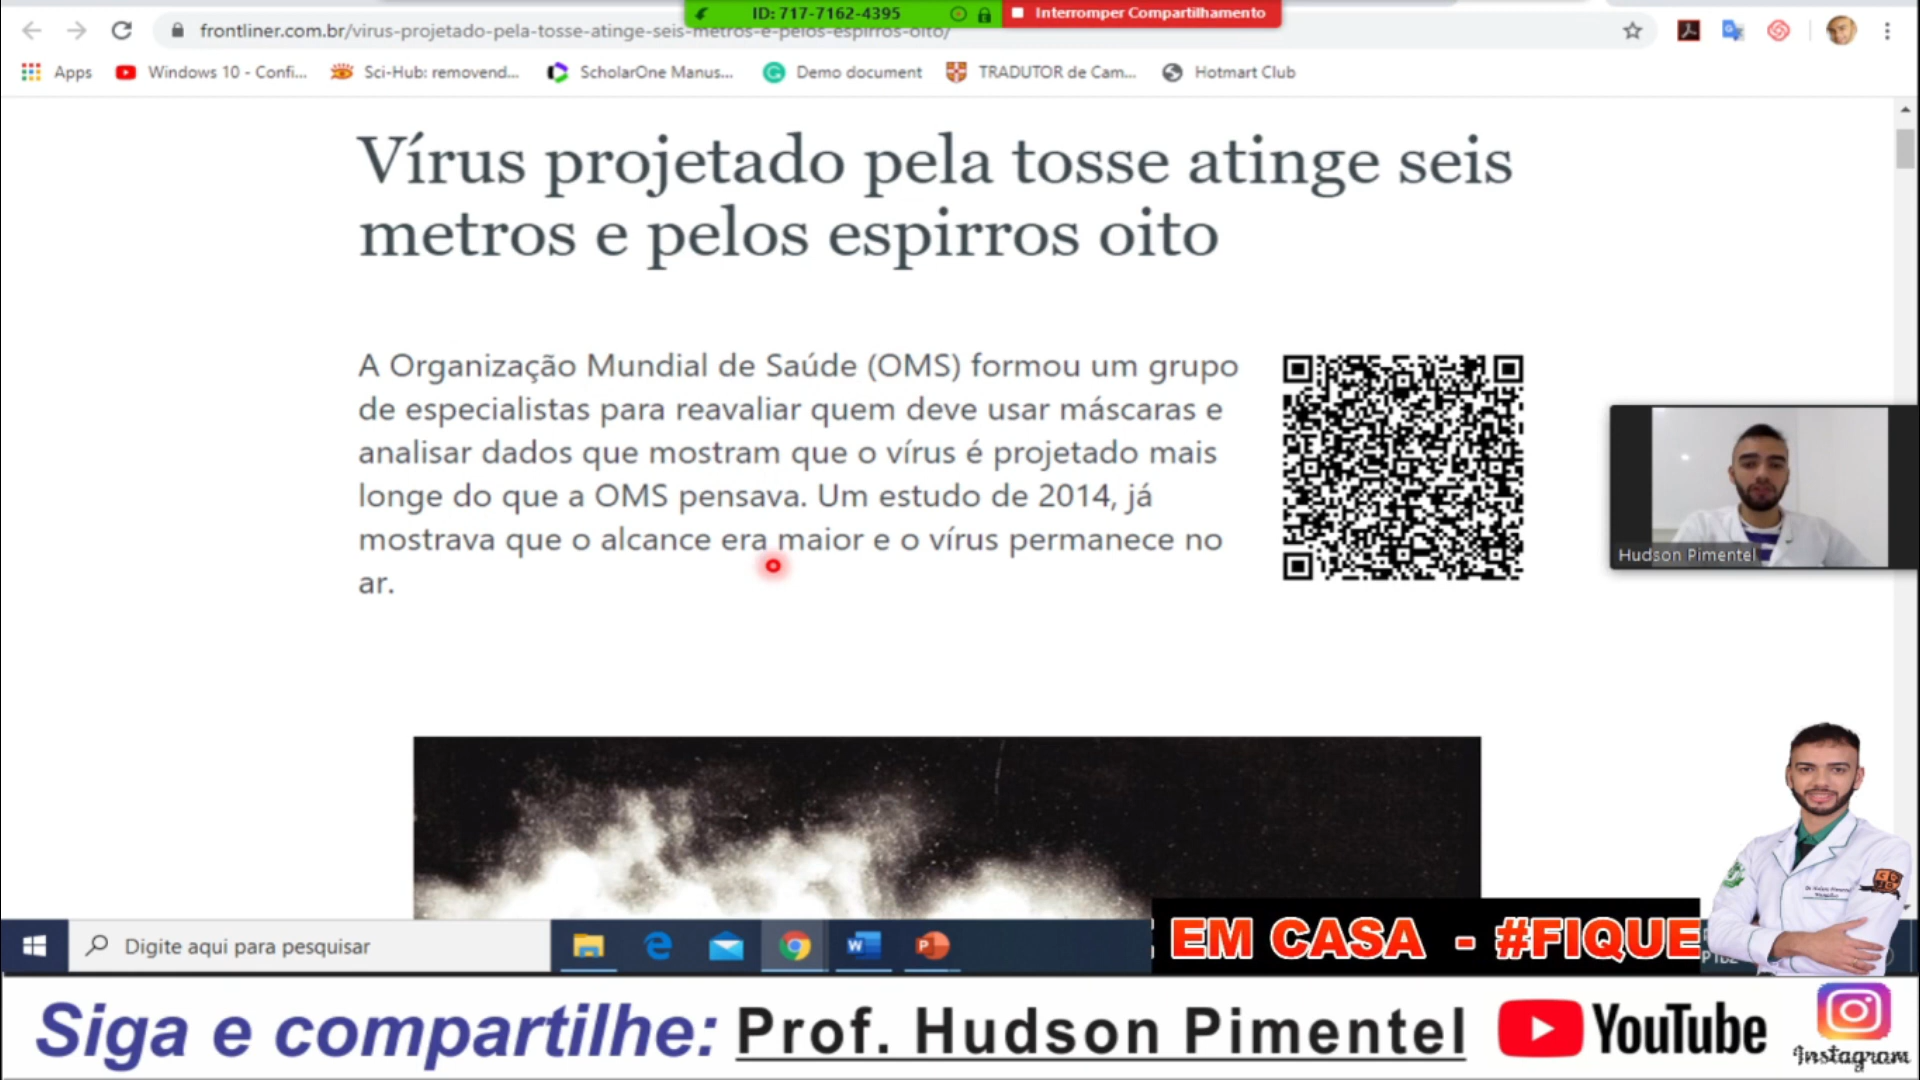 ID: 717-7162-4395
Interromper Compartilhamento
frontliner.com.br/virus-projetado-pela-tosse-atinge-seis-metros-e-pelos-espirros-oito/
Apps
Windows 10 - Confi...
Sci-Hub: removend...
ScholarOne Manus...
Demo document
TRADUTOR de Cam...
Hotmart Club
Vírus projetado pela tosse atinge seis
metros e pelos espirros oito
A Organização Mundial de Saúde (OMS) formou um grupo
de especialistas para reavaliar quem deve usar máscaras e
analisar dados que mostram que o vírus é projetado mais
longe do que a OMS pensava. Um estudo de 2014, já
mostrava que o alcance era maior e o vírus permanece no
ar.
Hudson Pimentel
EM CASA - #FIQUE
Digite aqui para pesquisar
Siga e compartilhe: Prof. Hudson Pimentel
YouTube
Instagram